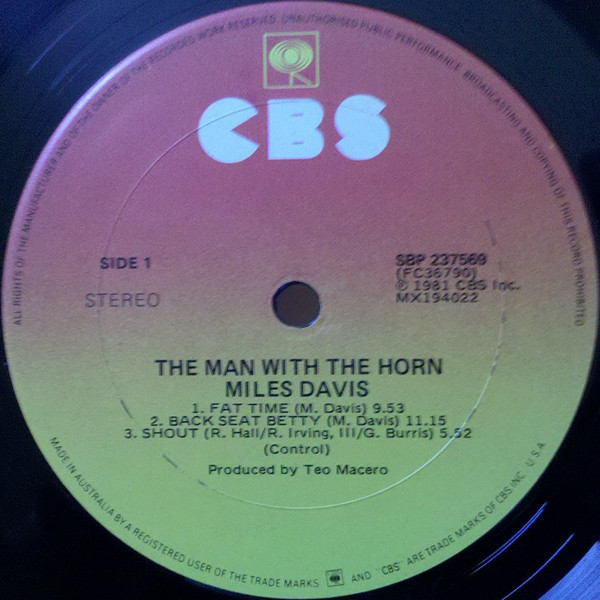 ALL RIGHTS OF THE MANUFACTURER AND OF THE OWNER OF THE RECORDED WORK RESERVED. UNAUTHORISED PUBLIC PERFORMANCE, BROADCASTING AND COPYING OF THIS RECORD PROHIBITED
CBS
SIDE 1
STEREO
SBP 237569
(FC36790)
℗ 1981 CBS Inc.
MX194022
THE MAN WITH THE HORN
MILES DAVIS
1. FAT TIME (M. Davis) 9.53
2. BACK SEAT BETTY (M. Davis) 11.15
3. SHOUT (R. Hall/R. Irving, III/G. Burris) 5.52
(Control)
Produced by Teo Macero
MADE IN AUSTRALIA BY A REGISTERED USER OF THE TRADE MARKS AND "CBS" ARE TRADE MARKS OF CBS INC. U.S.A.